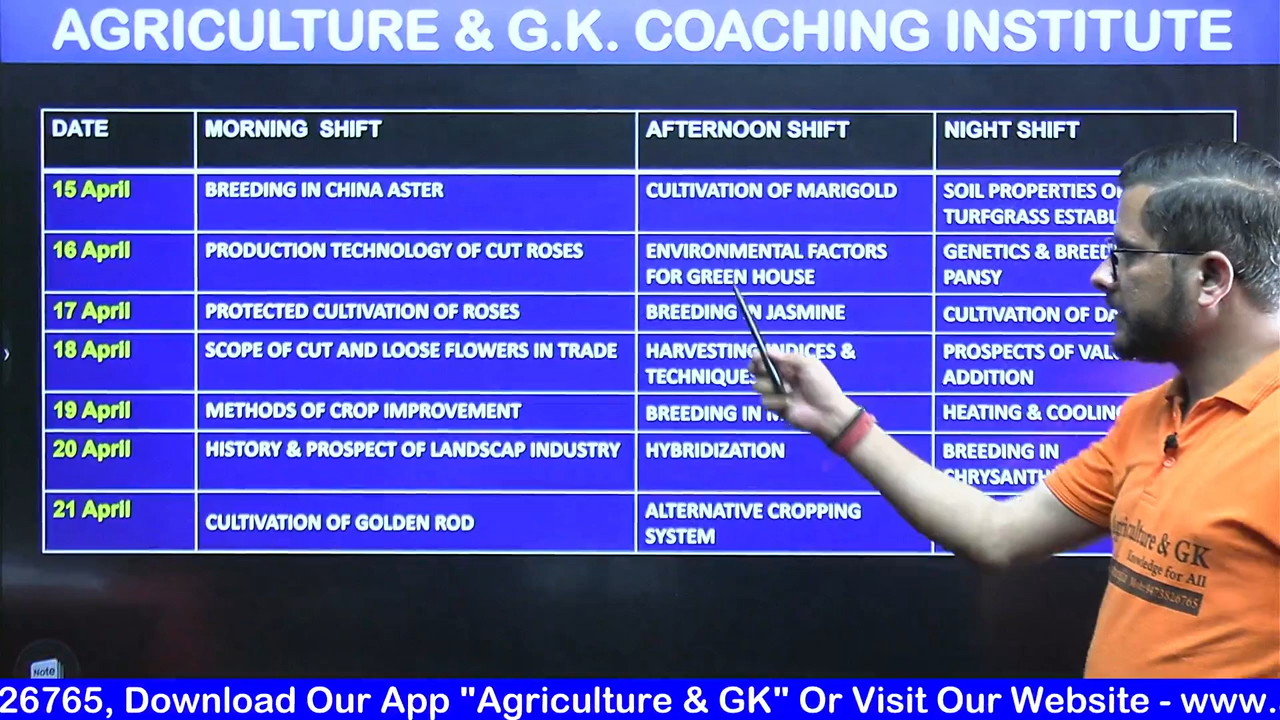 AGRICULTURE & G.K. COACHING INSTITUTE
DATE MORNING SHIFT AFTERNOON SHIFT NIGHT SHIFT
15 April BREEDING IN CHINA ASTER CULTIVATION OF MARIGOLD SOIL PROPERTIES
TURFGRASS
16 April PRODUCTION TECHNOLOGY OF CUT ROSES ENVIRONMENTAL FACTORS GENETICS &
FOR GREEN HOUSE PANSY
17 April PROTECTED CULTIVATION OF ROSES BREEDING IN JASMINE CULTIVATION OF
18 April SCOPE OF CUT AND LOOSE FLOWERS IN TRADE HARVESTING INDICES & PROSPECTS OF
TECHNIQUES ADDITION
19 April METHODS OF CROP IMPROVEMENT BREEDING IN HEATING &
20 April HISTORY & PROSPECT OF LANDSCAP INDUSTRY HYBRIDIZATION BREEDING IN
21 April CULTIVATION OF GOLDEN ROD ALTERNATIVE CROPPING
SYSTEM
Agriculture & GK
Knowledge for All
Note
26765, Download Our App "Agriculture & GK" Or Visit Our Website - www.